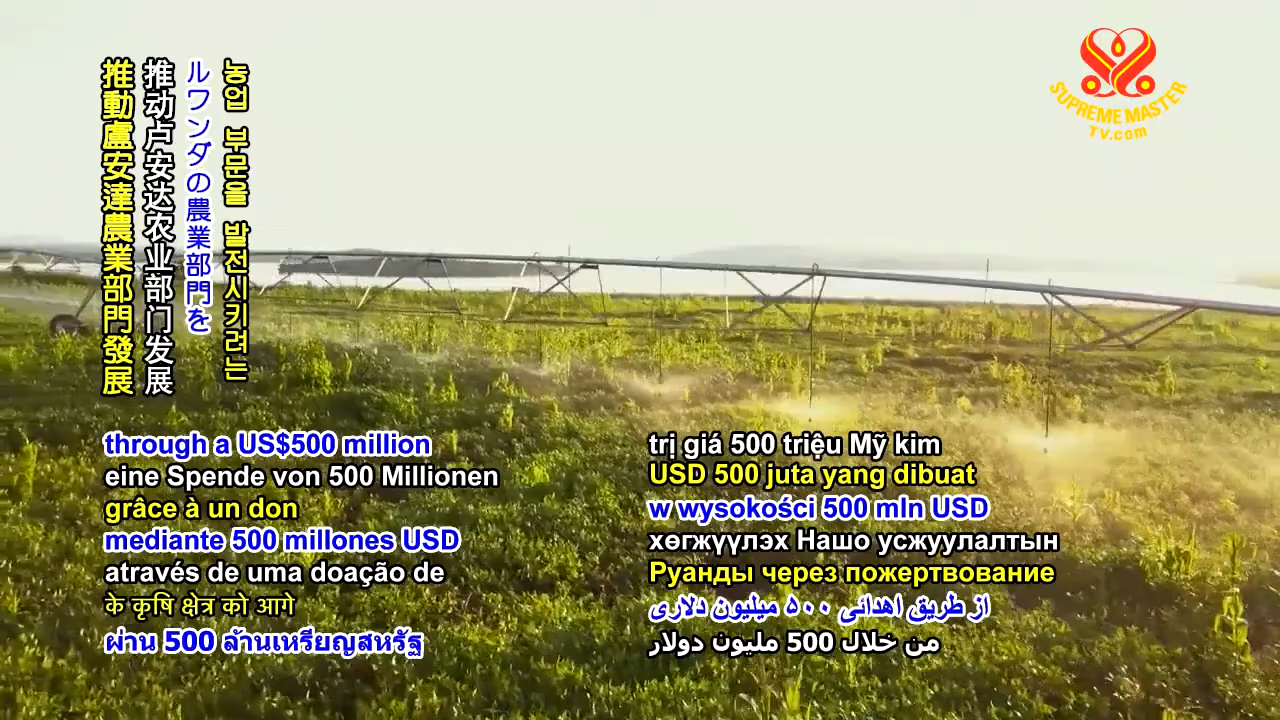 推動盧安達農業部門發展
推动卢安达农业部门发展
ルワンダの農業部門を
농업 부문을 발전시키려는
SUPREME MASTER
TV.com
through a US$500 million
eine Spende von 500 Millionen
grâce à un don
mediante 500 millones USD
através de uma doação de
के कृषि क्षेत्र को आगे
ผ่าน 500 ล้านเหรียญสหรัฐ
trị giá 500 triệu Mỹ kim
USD 500 juta yang dibuat
w wysokości 500 mln USD
хөгжүүлэх Нашо усжуулалтын
Руанды через пожертвование
از طریق اهدائی ۵۰۰ میلیون دلاری
من خلال 500 مليون دولار